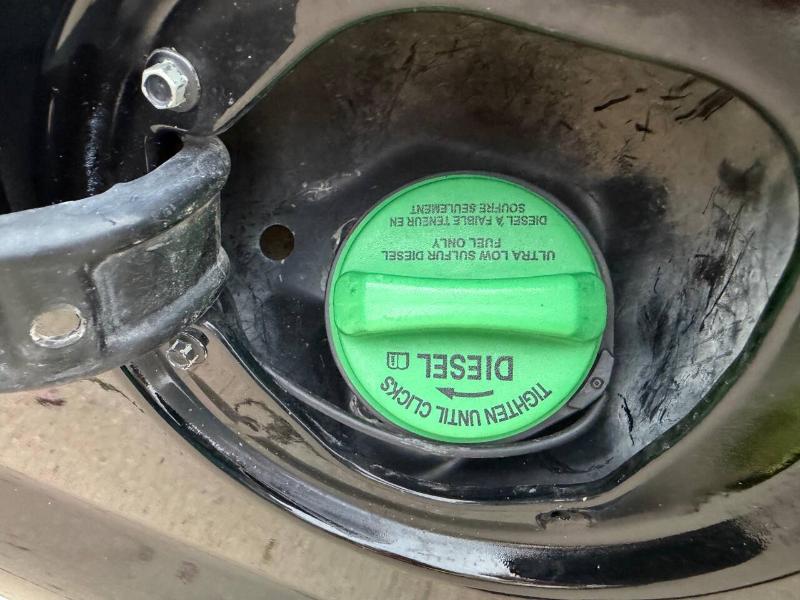 TIGHTEN UNTIL CLICKS
DIESEL
ULTRA LOW SULFUR DIESEL
FUEL ONLY
DIESEL À FAIBLE TENEUR EN
SOUFRE SEULEMENT